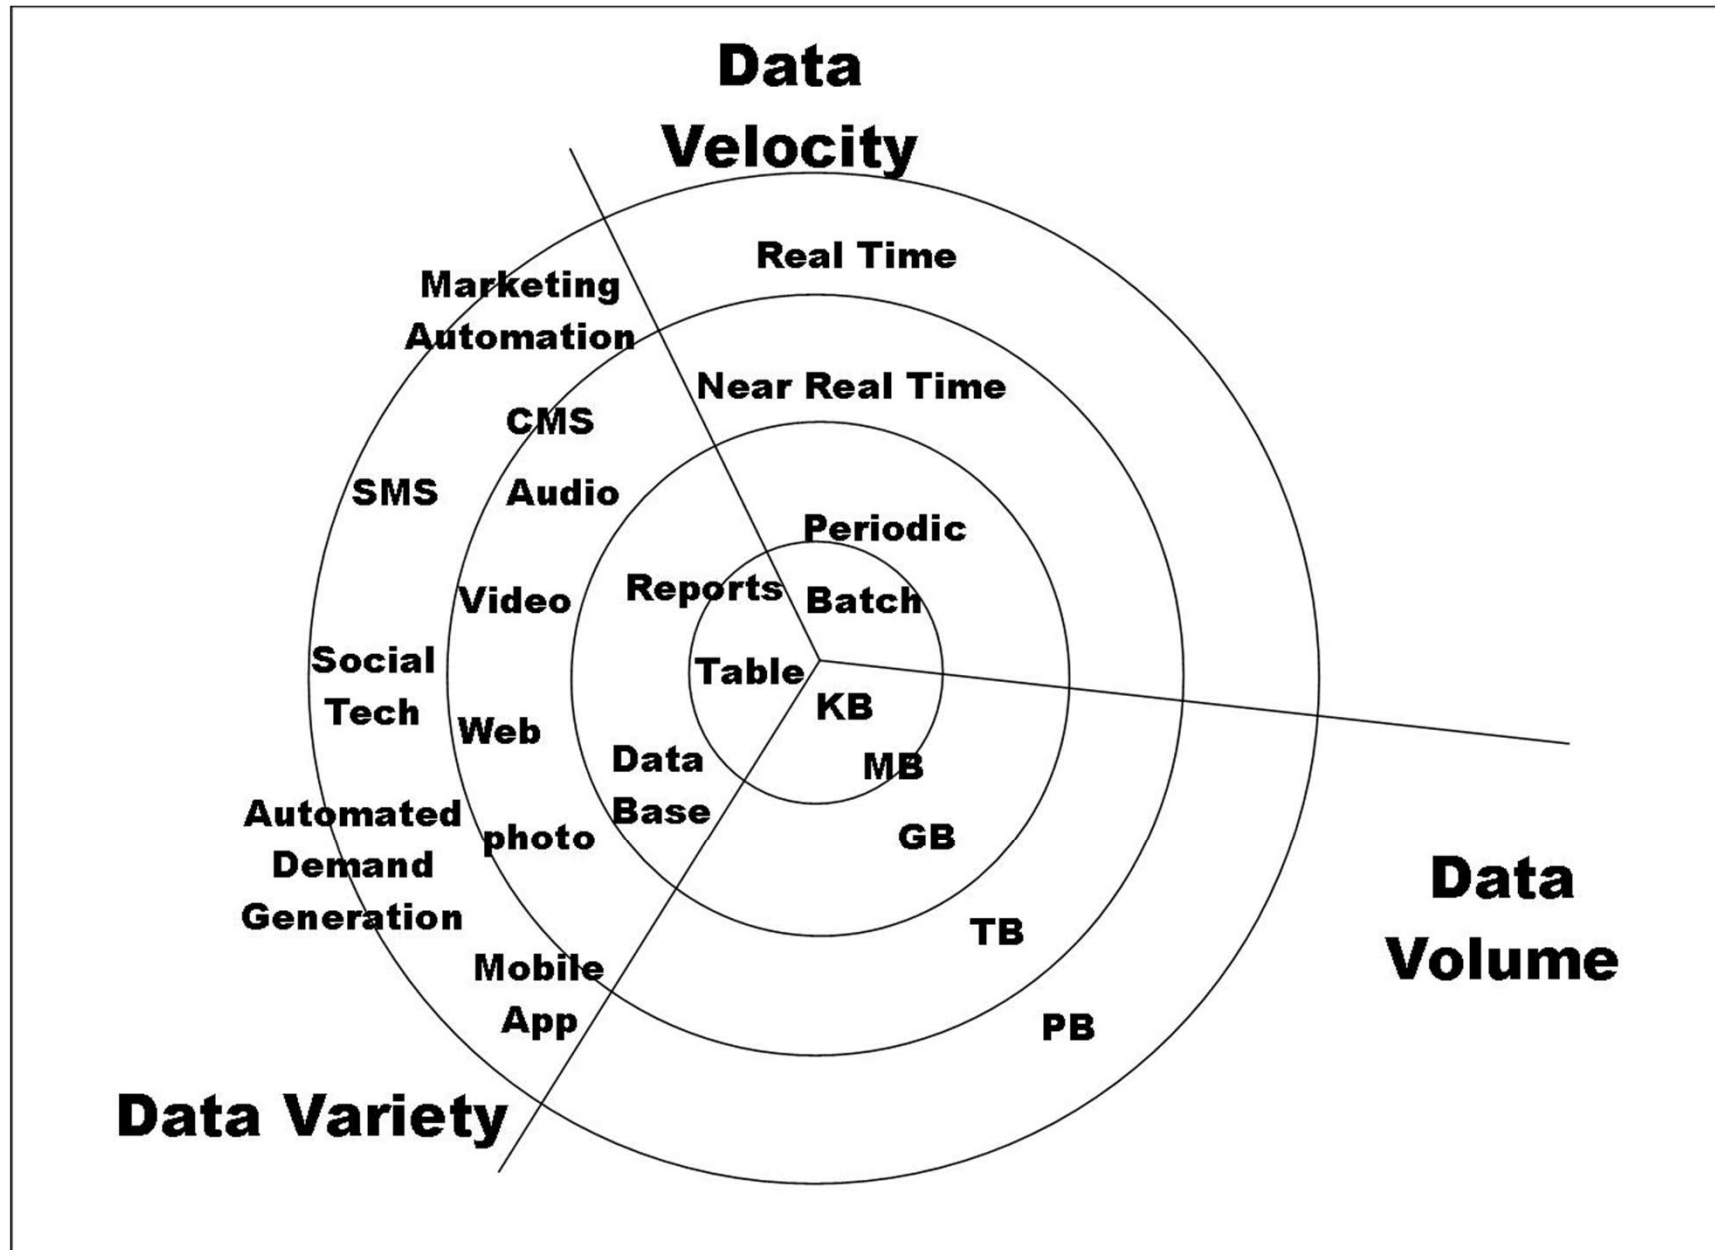 Data
Velocity
Real Time
Marketing
Automation
Near Real Time
CMS
SMS
Audio
Periodic
Reports
Batch
Video
Social
Tech
Table
KB
Web
Data
Base
MB
Automated
Demand
Generation
photo
GB
TB
Mobile
App
PB
Data
Volume
Data Variety